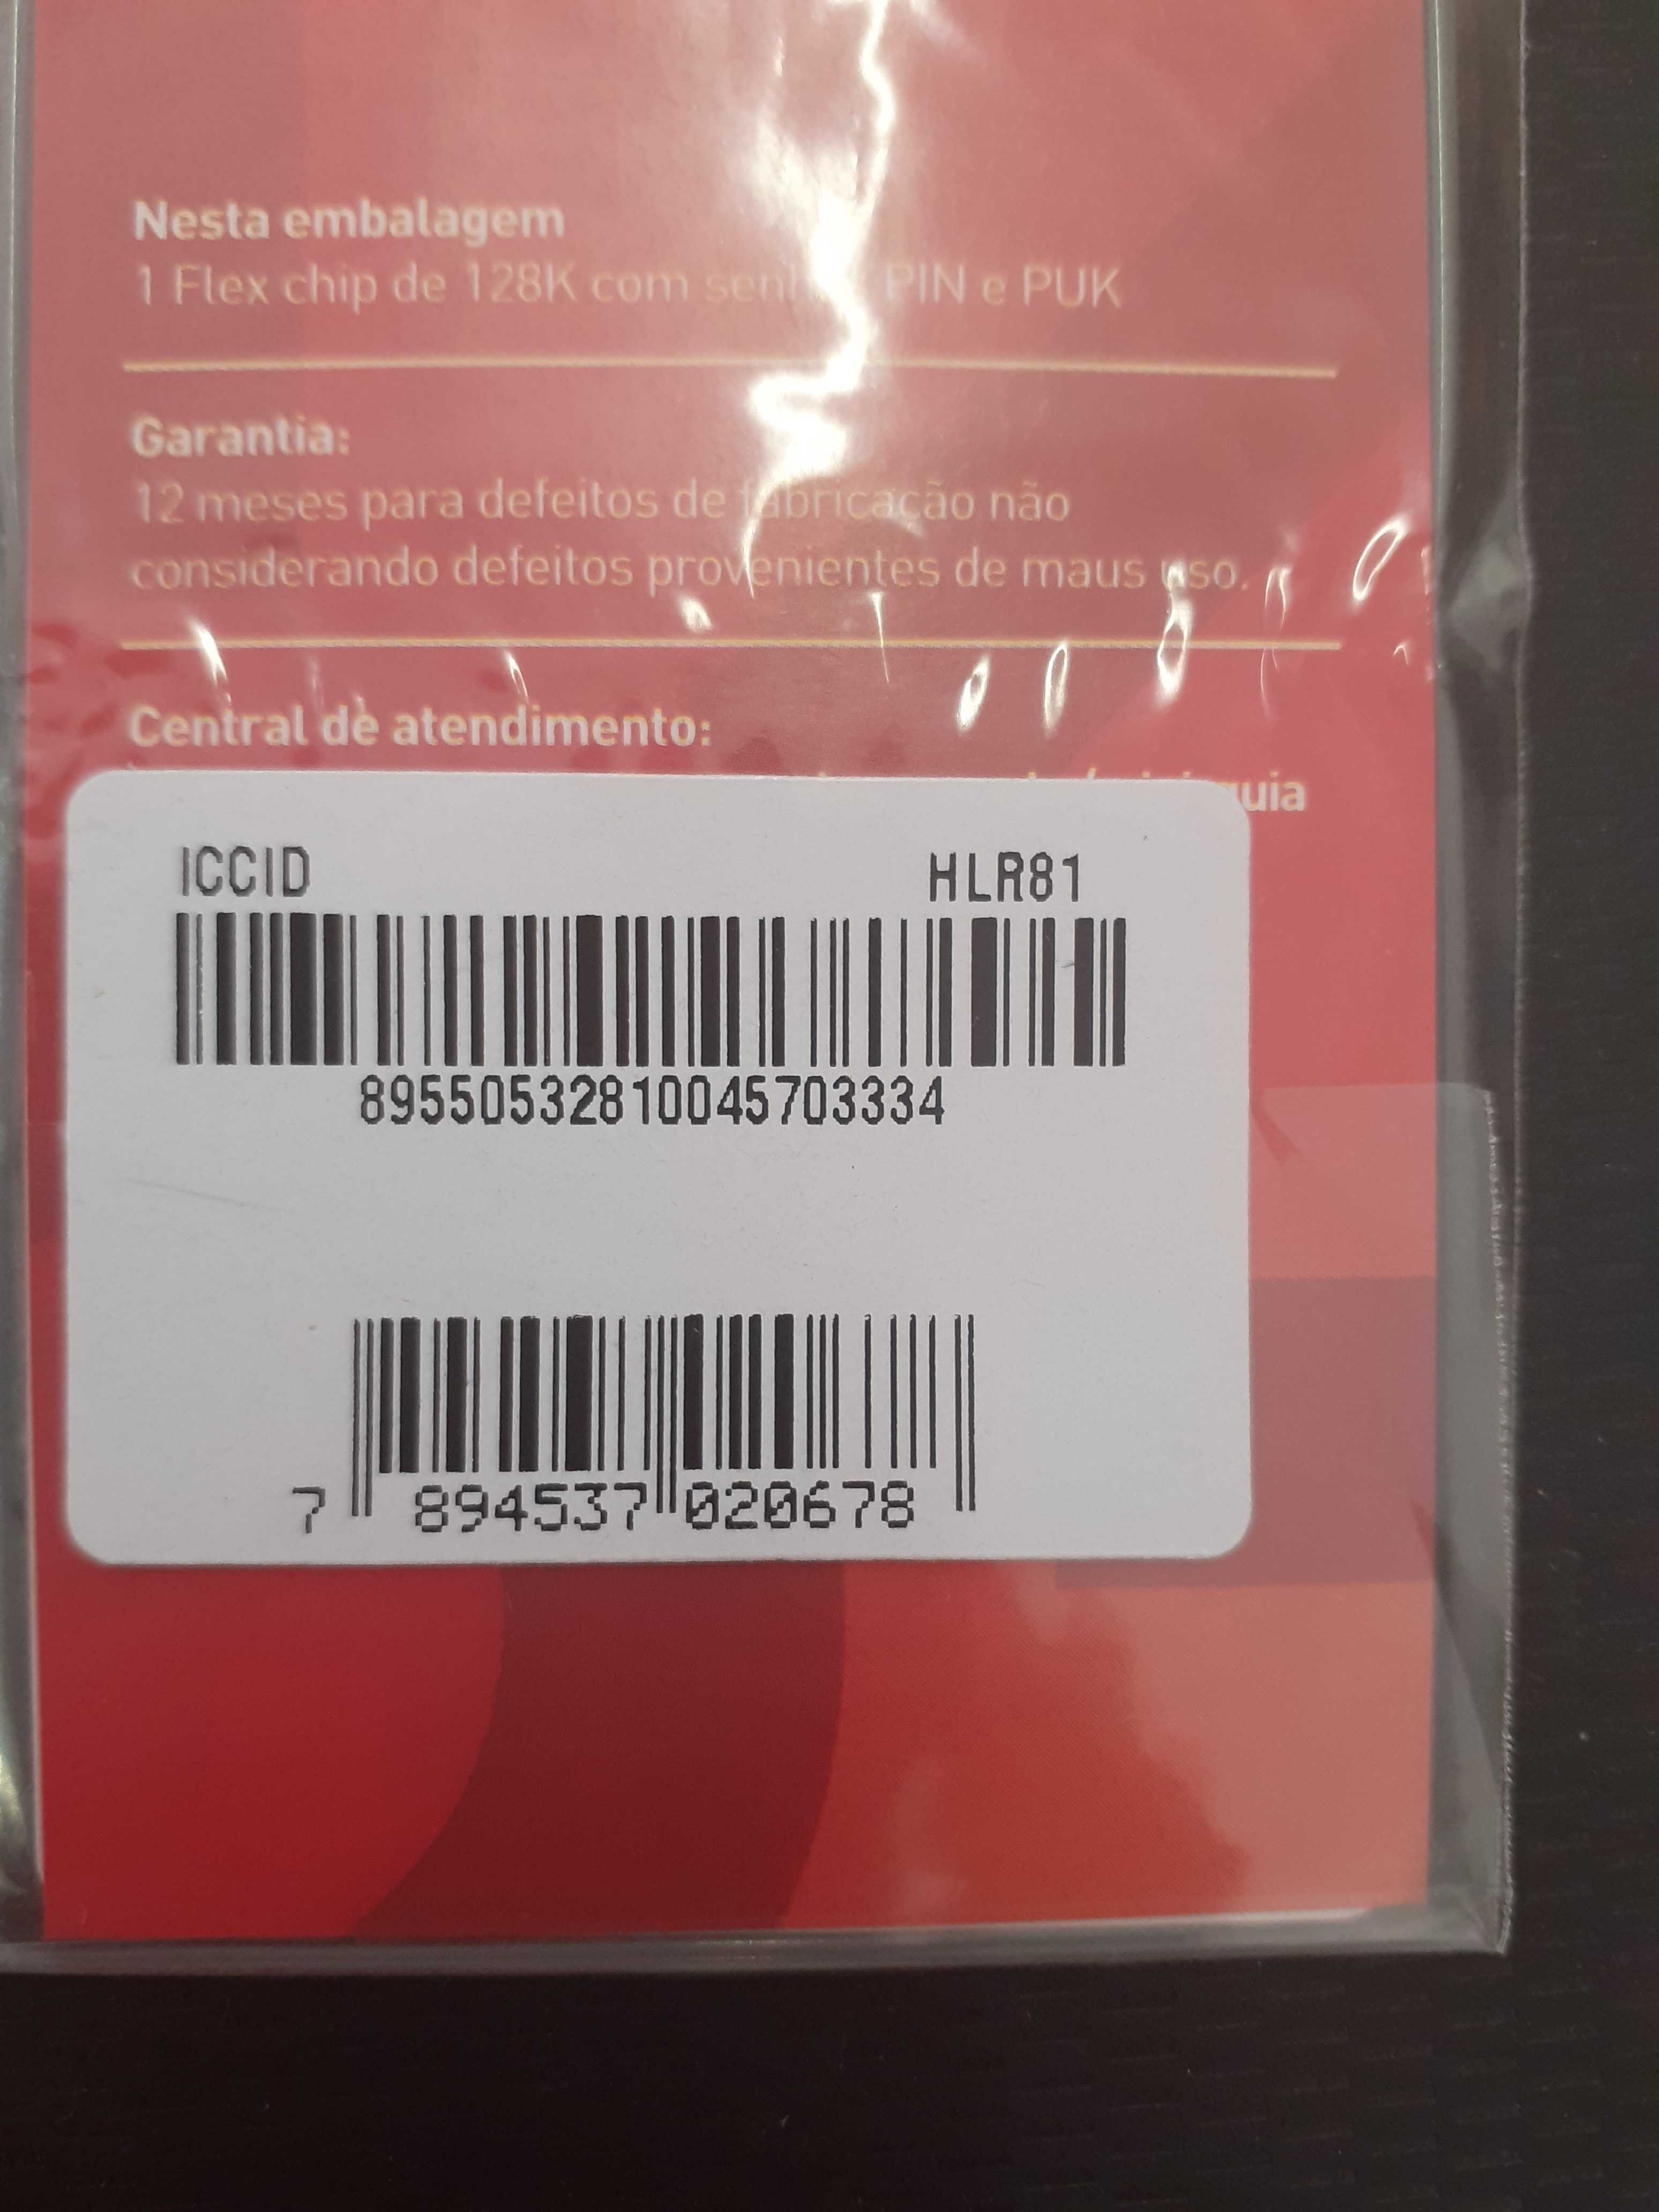 Nesta embalagem
1 Flex chip de 128K com PIN e PUK
Garantia:
12 meses para defeitos de fabricação não
considerando defeitos provenientes de maus uso.
Central de atendimento:
ICCID HLR81
89550532810045703334
7 894537 020678